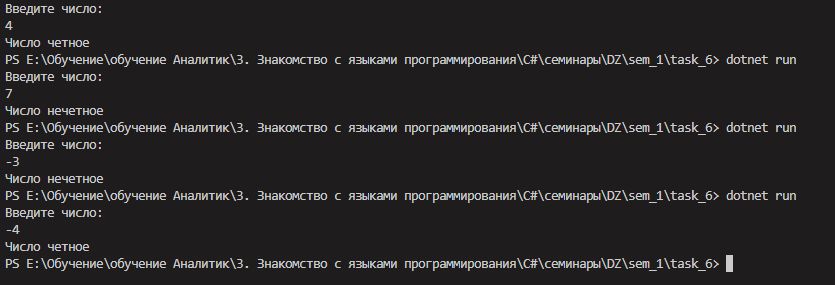 Введите число:
4
Число четное
PS E:\Обучение\обучение Аналитик\3. Знакомство с языками программирования\C#\семинары\DZ\sem_1\task_6> dotnet run
Введите число:
7
Число нечетное
PS E:\Обучение\обучение Аналитик\3. Знакомство с языками программирования\C#\семинары\DZ\sem_1\task_6> dotnet run
Введите число:
-3
Число нечетное
PS E:\Обучение\обучение Аналитик\3. Знакомство с языками программирования\C#\семинары\DZ\sem_1\task_6> dotnet run
Введите число:
-4
Число четное
PS E:\Обучение\обучение Аналитик\3. Знакомство с языками программирования\C#\семинары\DZ\sem_1\task_6>